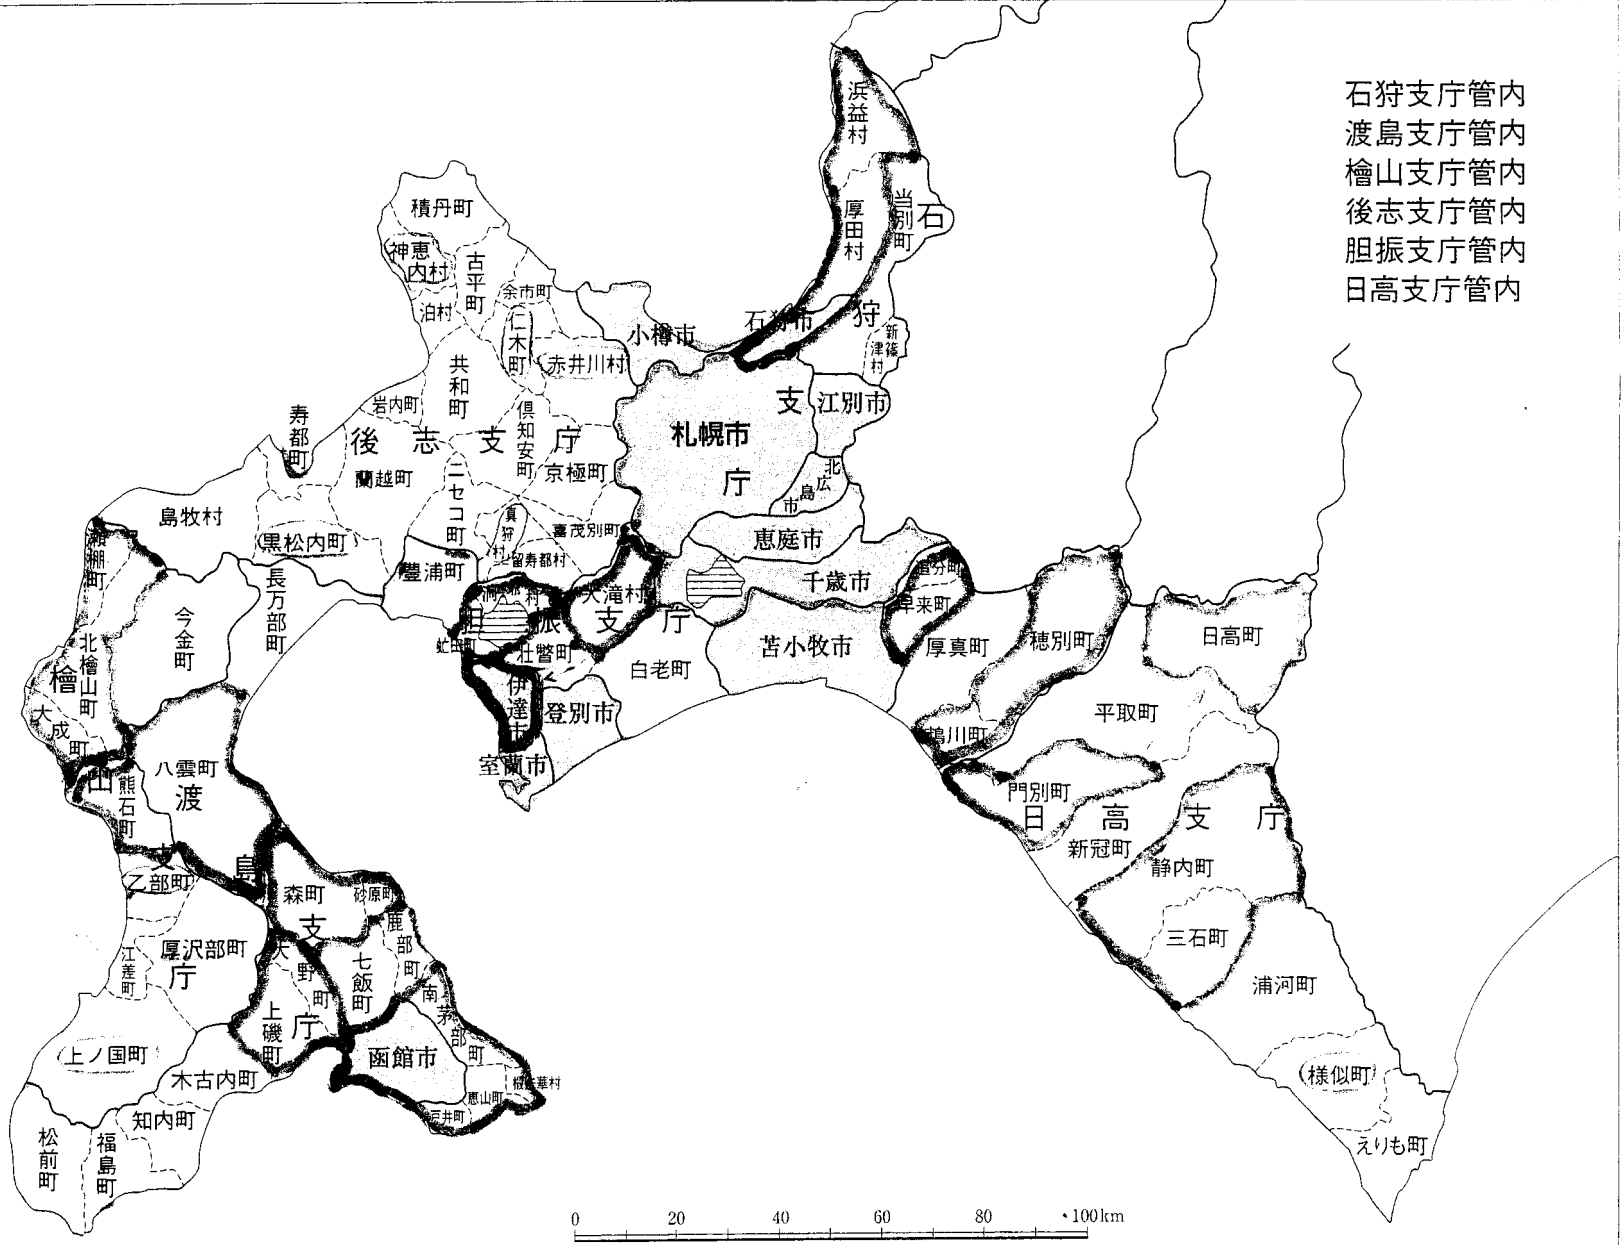 石狩支庁管内
渡島支庁管内
檜山支庁管内
後志支庁管内
胆振支庁管内
日高支庁管内
浜益村
厚田村
当別町
石
狩
支
庁
石狩市
新篠津村
江別市
札幌市
北広島市
恵庭市
千歳市
積丹町
神恵内村
古平町
余市町
泊村
仁木町
赤井川村
小樽市
共和町
岩内町
倶知安町
寿都町
後志支庁
蘭越町
ニセコ町
京極町
島牧村
黒松内町
真狩村
喜茂別町
留寿都村
豊浦町
大滝村
胆振支庁
虻田町
壮瞥町
伊達市
登別市
室蘭市
白老町
苫小牧市
追分町
早来町
厚真町
穂別町
鵡川町
日高町
平取町
門別町
日高支庁
新冠町
静内町
三石町
浦河町
様似町
えりも町
瀬棚町
北檜山町
今金町
長万部町
檜
山
支
庁
大成町
熊石町
八雲町
渡
島
支
庁
乙部町
厚沢部町
江差町
上ノ国町
森町
砂原町
鹿部町
大野町
七飯町
南茅部町
上磯町
函館市
椴法華村
恵山町
戸井町
木古内町
知内町
福島町
松前町
0 20 40 60 80 100km